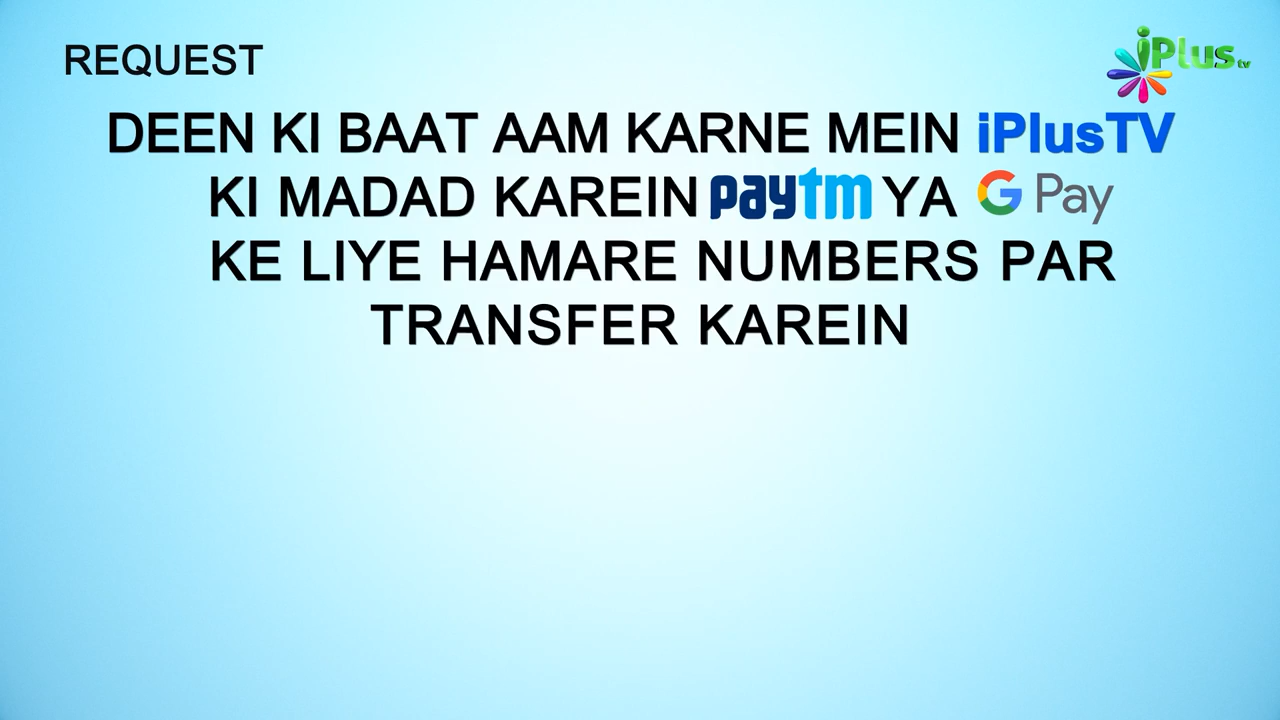 REQUEST
iPlus tv
DEEN KI BAAT AAM KARNE MEIN iPlusTV
KI MADAD KAREIN paytm YA G Pay
KE LIYE HAMARE NUMBERS PAR
TRANSFER KAREIN